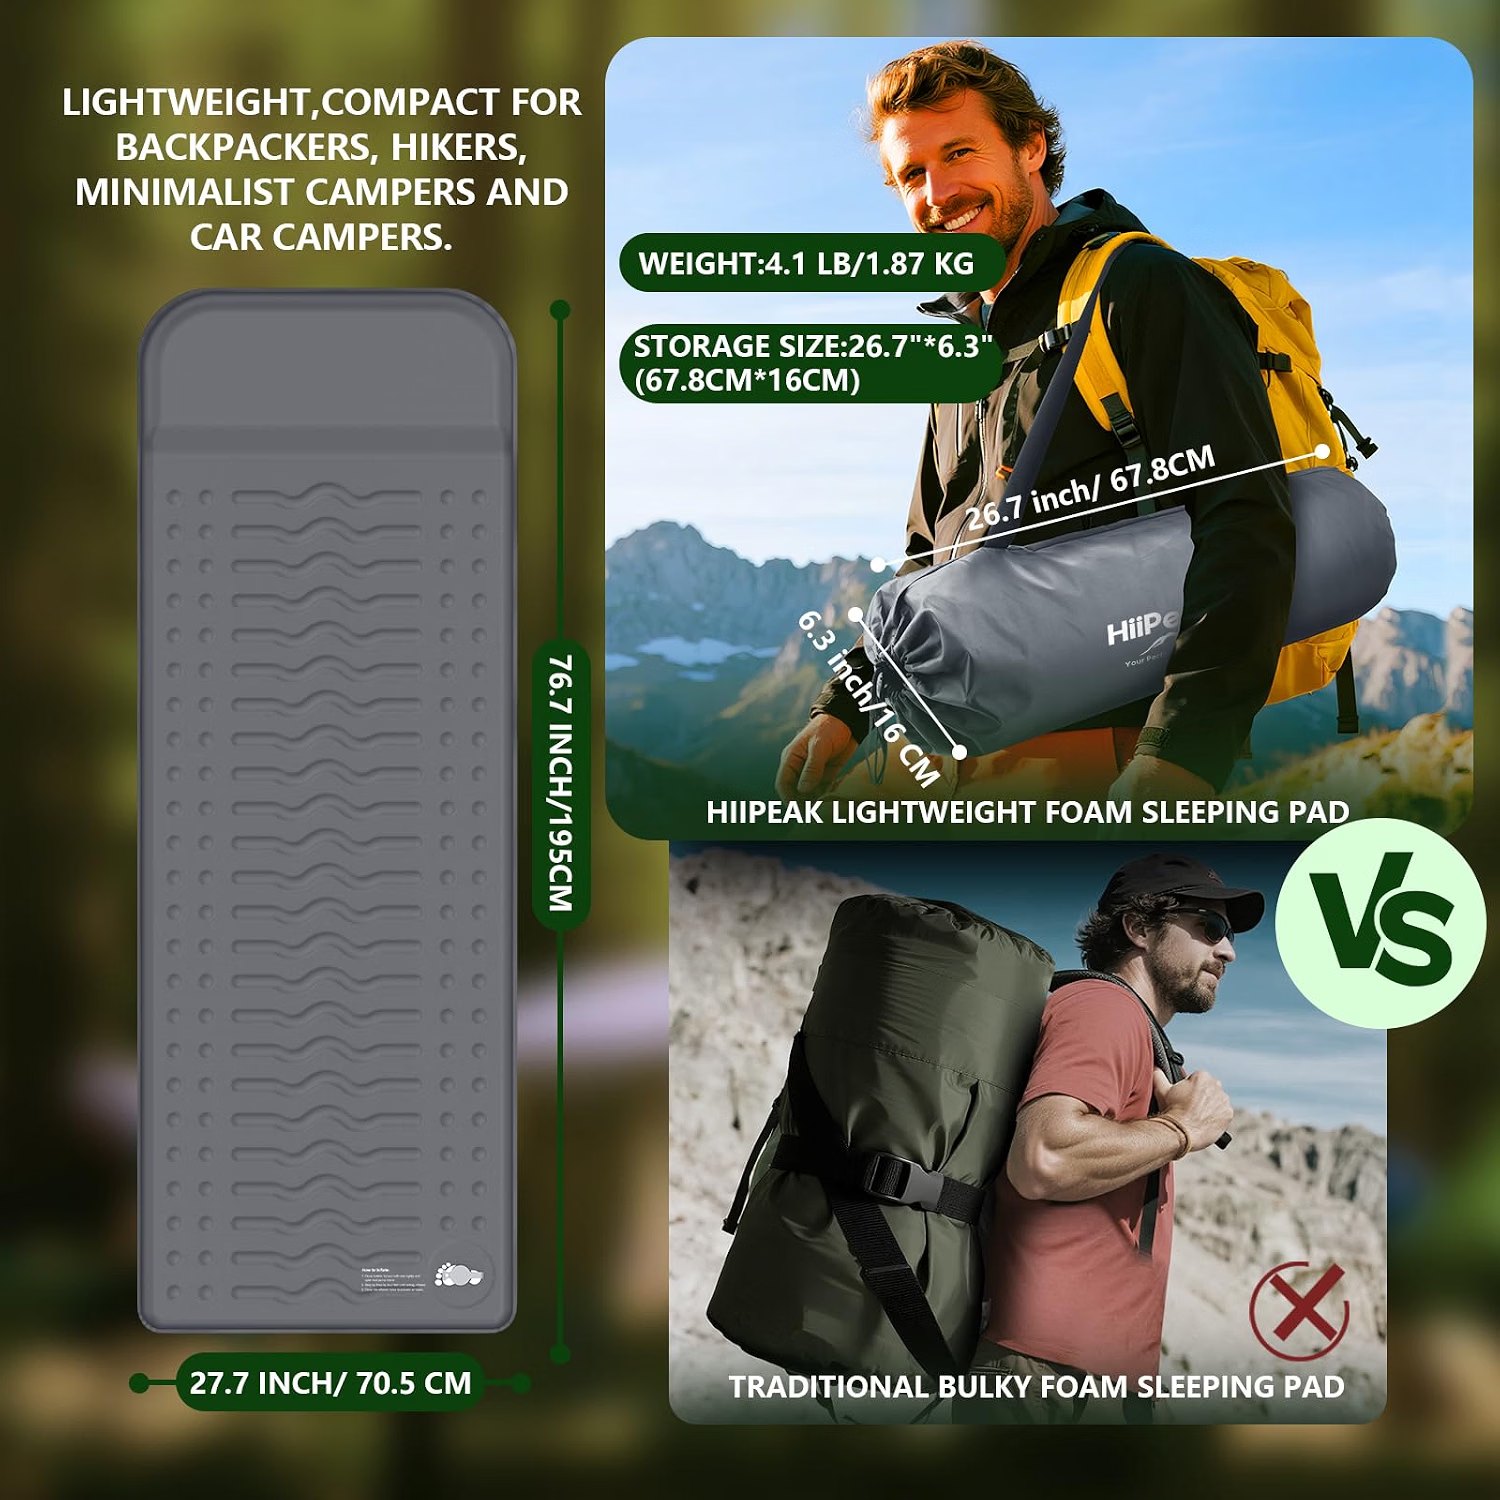 LIGHTWEIGHT,COMPACT FOR
BACKPACKERS, HIKERS,
MINIMALIST CAMPERS AND
CAR CAMPERS.
76.7 INCH/195CM
27.7 INCH/ 70.5 CM
WEIGHT:4.1 LB/1.87 KG
STORAGE SIZE:26.7"*6.3"
(67.8CM*16CM)
26.7 inch/ 67.8CM
6.3 inch/16 CM
HiiPe
HIIPEAK LIGHTWEIGHT FOAM SLEEPING PAD
VS
TRADITIONAL BULKY FOAM SLEEPING PAD